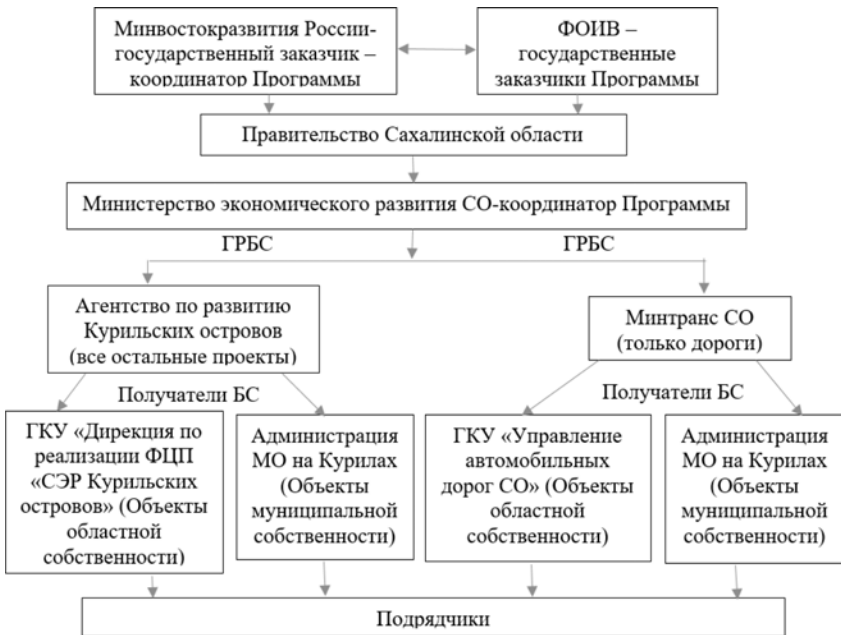 Минвостокразвития России-
государственный заказчик –
координатор Программы
ФОИВ –
государственные
заказчики Программы
Правительство Сахалинской области
Министерство экономического развития СО-координатор Программы
ГРБС
ГРБС
Агентство по развитию
Курильских островов
(все остальные проекты)
Минтранс СО
(только дороги)
Получатели БС
Получатели БС
ГКУ «Дирекция по
реализации ФЦП
«СЭР Курильских
островов» (Объекты
областной
собственности)
Администрация
МО на Курилах
(Объекты
муниципальной
собственности)
ГКУ «Управление
автомобильных
дорог СО» (Объекты
областной
собственности)
Администрация
МО на Курилах
(Объекты
муниципальной
собственности)
Подрядчики